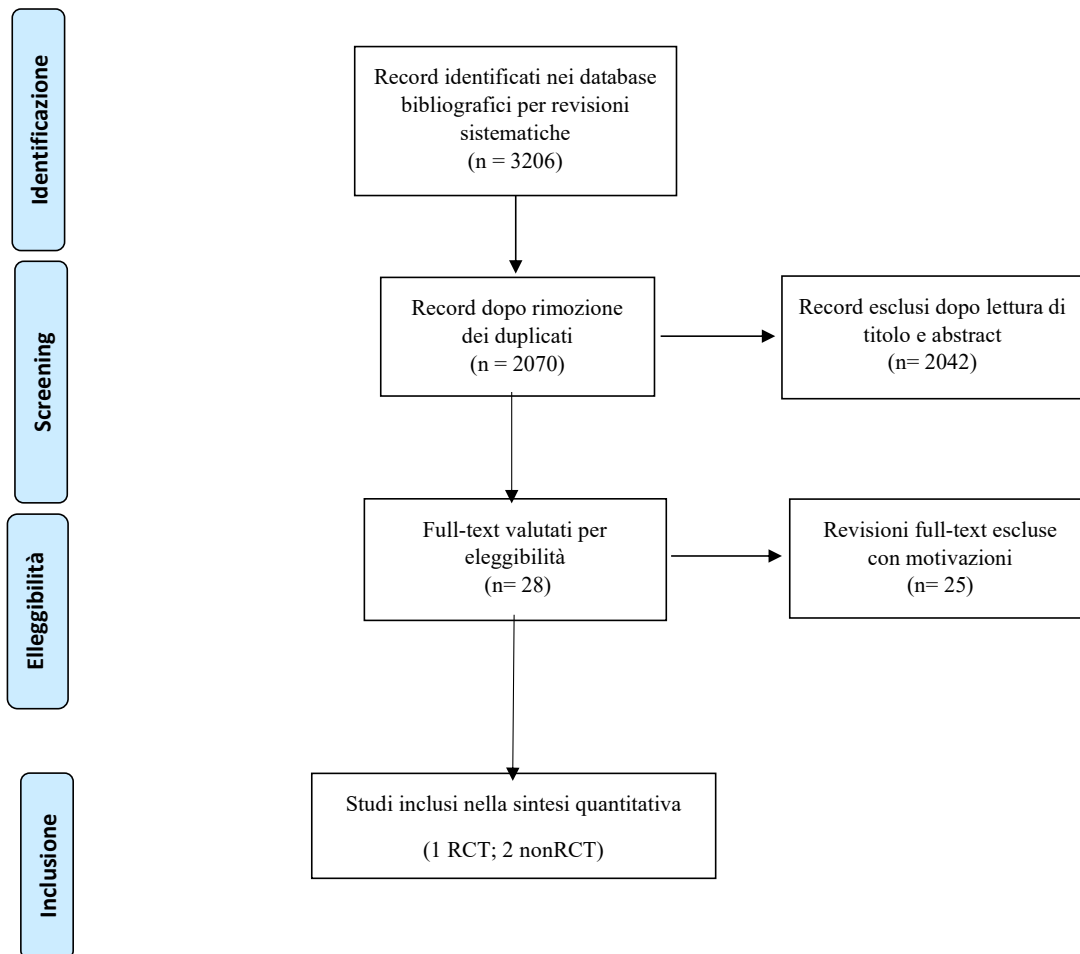 Identificazione
Record identificati nei database
bibliografici per revisioni
sistematiche
(n = 3206)
Screening
Record dopo rimozione
dei duplicati
(n = 2070)
Record esclusi dopo lettura di
titolo e abstract
(n= 2042)
Elleggibilità
Full-text valutati per
eleggibilità
(n= 28)
Revisioni full-text escluse
con motivazioni
(n= 25)
Inclusione
Studi inclusi nella sintesi quantitativa
(1 RCT; 2 nonRCT)